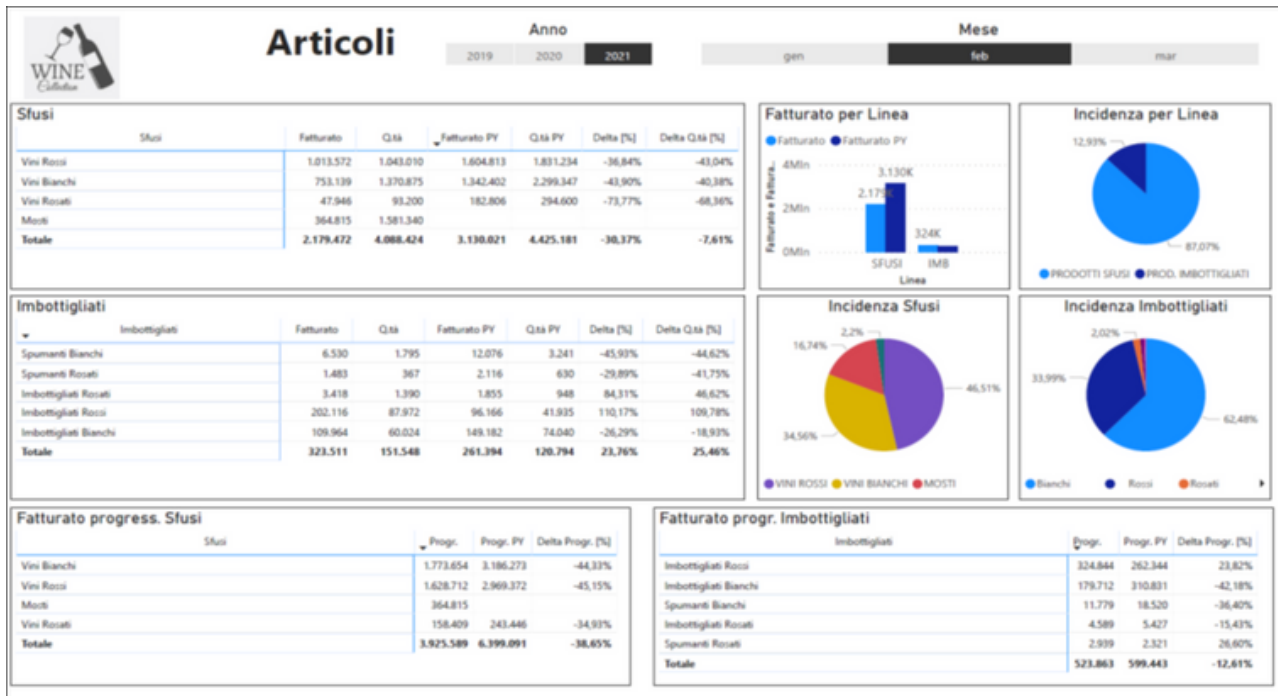 WINE
Collection
Articoli
Anno
2019 2020 2021
Mese
gen feb mar
Sfusi
Sfusi Fatturato Q.tà Fatturato PY Q.tà PY Delta [%] Delta Q.tà [%]
Vini Rossi 1.013.572 1.043.010 1.604.813 1.831.234 -36,84% -43,04%
Vini Bianchi 753.139 1.370.875 1.342.402 2.299.347 -43,90% -40,38%
Vini Rosati 47.946 93.200 182.806 294.600 -73,77% -68,36%
Mosti 364.815 1.581.340
Totale 2.179.472 4.088.424 3.130.021 4.425.181 -30,37% -7,61%
Fatturato per Linea
Fatturato Fatturato PY
Fatturato e Fattura...
4Mln
2Mln
0Mln
3.130K
324K
SFUSI IMB
Linea
Incidenza per Linea
12,93%
87,07%
PRODOTTI SFUSI PROD. IMBOTTIGLIATI
Imbottigliati
Imbottigliati Fatturato Q.tà Fatturato PY Q.tà PY Delta [%] Delta Q.tà [%]
Spumanti Bianchi 6.530 1.795 12.076 3.241 -45,93% -44,62%
Spumanti Rosati 1.483 367 2.116 630 -29,89% -41,75%
Imbottigliati Rosati 3.418 1.390 1.855 948 84,31% 46,62%
Imbottigliati Rossi 202.116 87.972 96.166 41.935 110,17% 109,78%
Imbottigliati Bianchi 109.964 60.024 149.182 74.040 -26,29% -18,93%
Totale 323.511 151.548 261.394 120.794 23,76% 25,46%
Incidenza Sfusi
2,2%
16,74%
46,51%
34,56%
VINI ROSSI VINI BIANCHI MOSTI
Incidenza Imbottigliati
2,02%
33,99%
62,48%
Bianchi Rossi Rosati
Fatturato progress. Sfusi
Sfusi Progr. Progr. PY Delta Progr. [%]
Vini Bianchi 1.773.654 3.186.273 -44,33%
Vini Rossi 1.628.712 2.969.372 -45,15%
Mosti 364.815
Vini Rosati 158.409 243.446 -34,93%
Totale 3.925.589 6.399.091 -38,65%
Fatturato progr. Imbottigliati
Imbottigliati Progr. Progr. PY Delta Progr. [%]
Imbottigliati Rossi 324.844 262.344 23,82%
Imbottigliati Bianchi 179.712 310.831 -42,18%
Spumanti Bianchi 11.779 18.520 -36,40%
Imbottigliati Rosati 4.589 5.427 -15,43%
Spumanti Rosati 2.939 2.321 26,60%
Totale 523.863 599.443 -12,61%